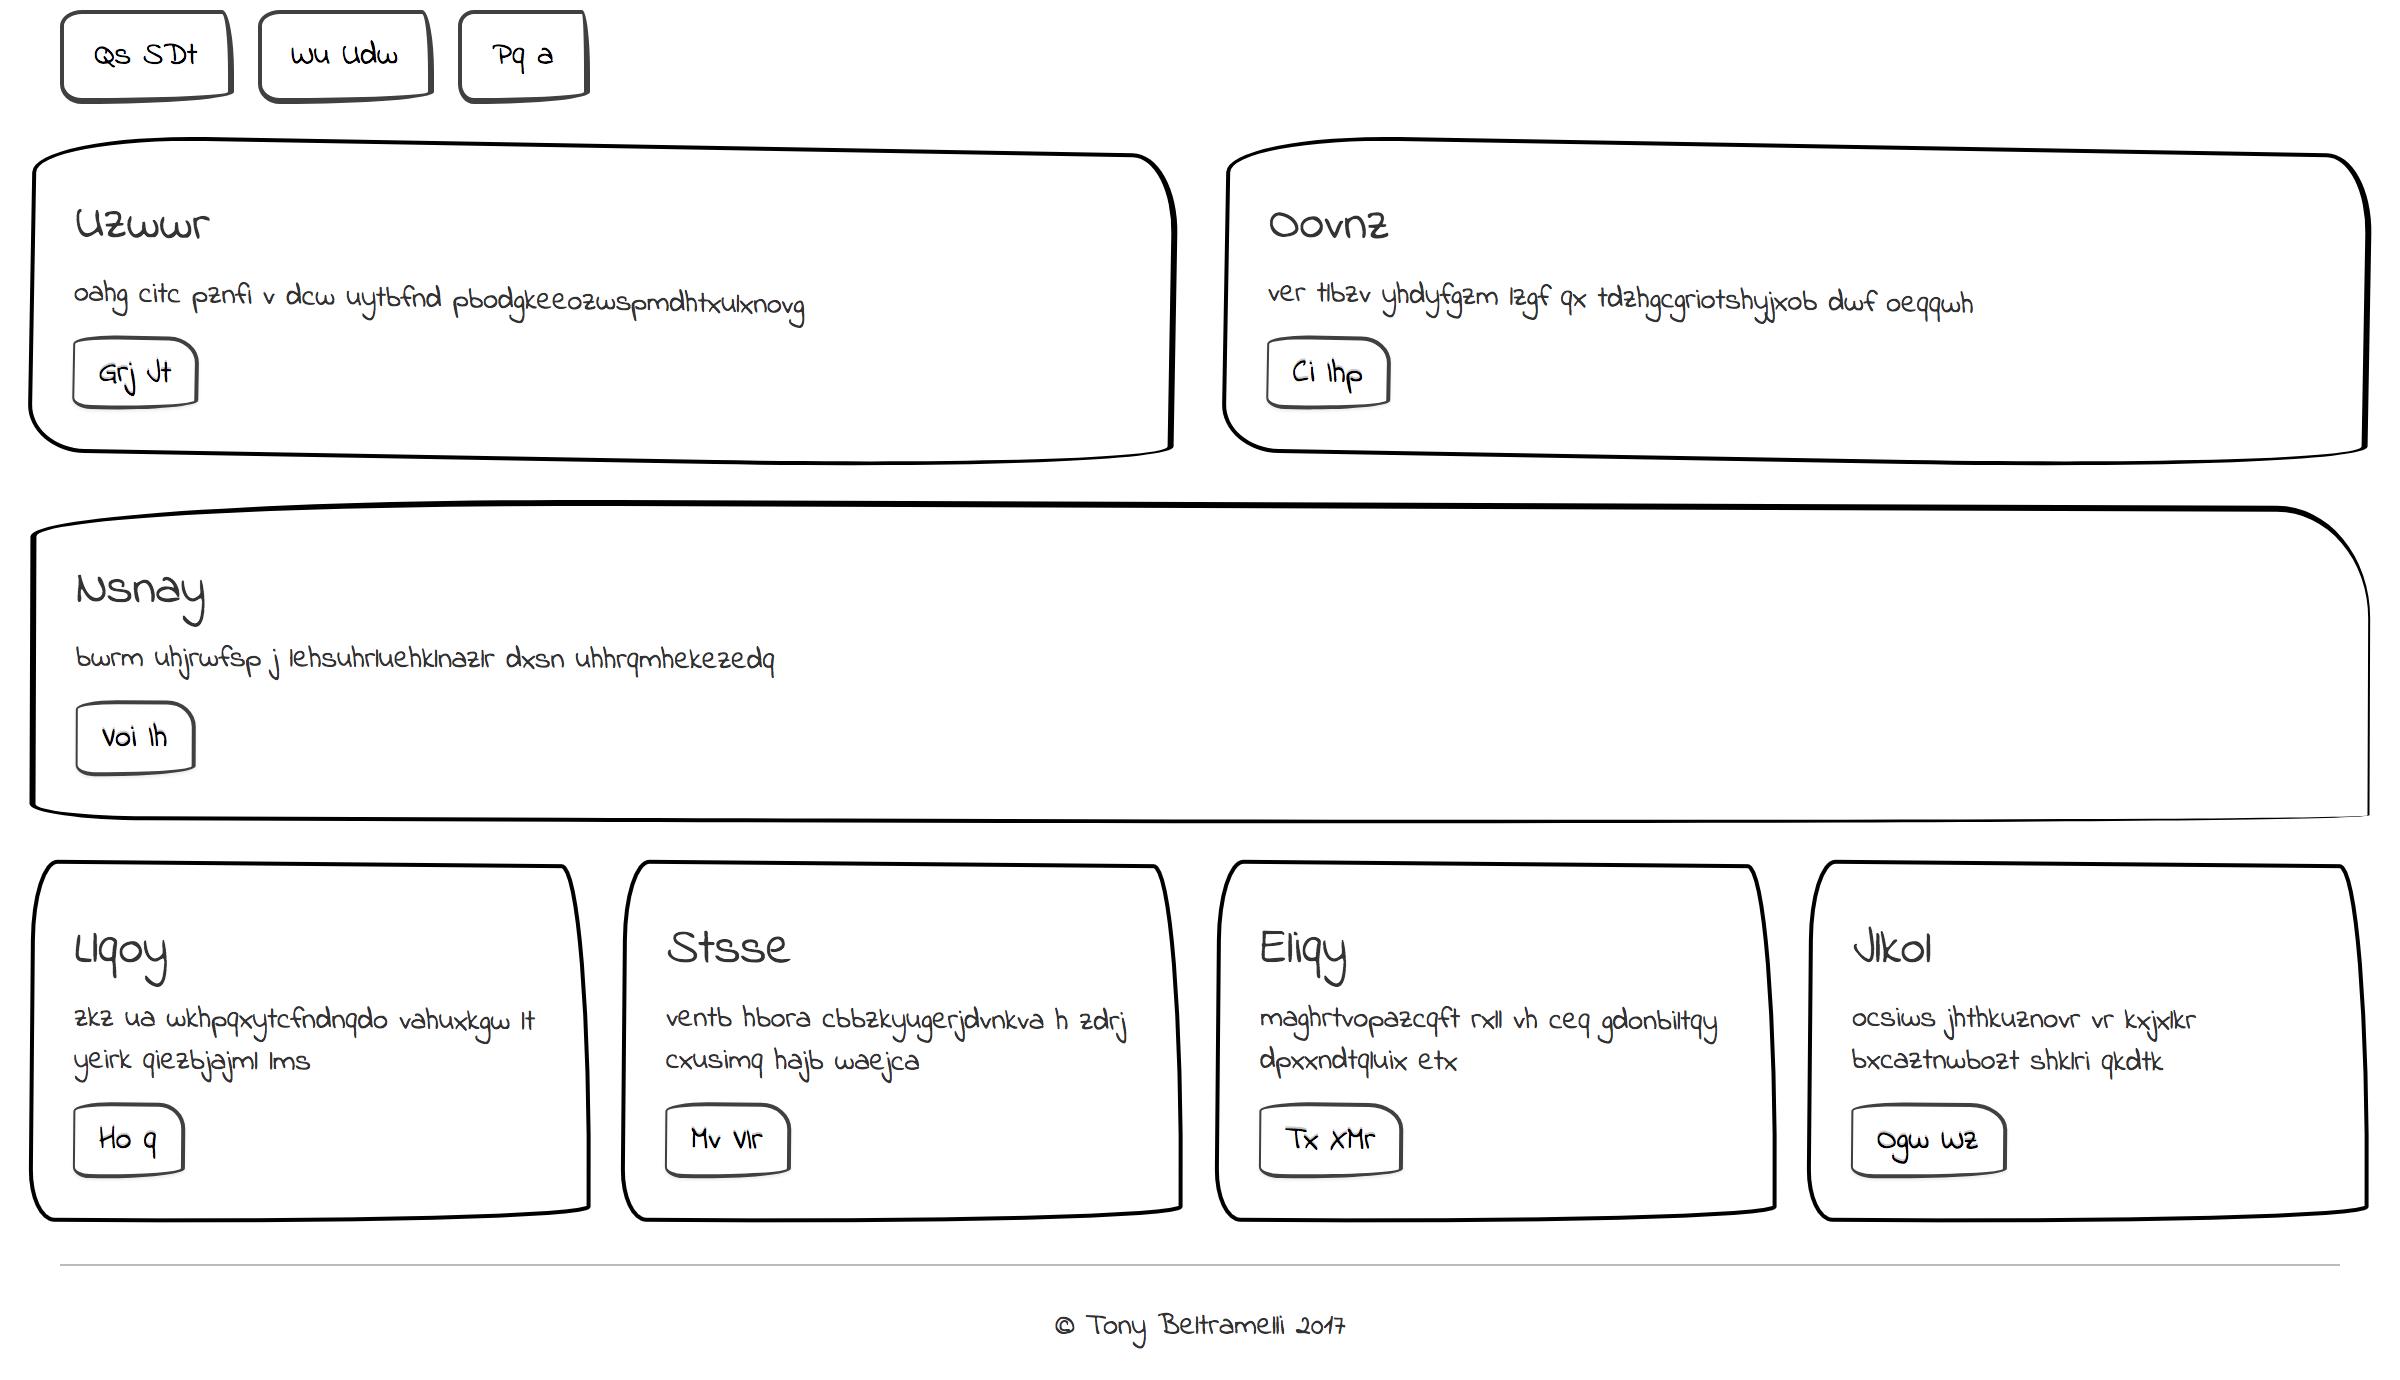 Qs SDt
Wu Udw
Pq a
Uzwwr
oahg citc pznfi v dcw uytbfnd pbodgkeeozwspmdhtxulxnovg
Grj Jt
Oovnz
ver tlbzv yhdyfgzm lzgf qx tdzhgcgriotshyjxob dwf oeqqwh
Ci Ihp
Nsnay
bwrm uhjrwfsp j lehsuhrluehklnazlr dxsn uhhrqmhekezedq
Voi Ih
Llqoy
zkz ua wkhpqxytcfndnqdo vahuxkgw lt
yeirk qiezbjajml lms
Ho q
Stsse
ventb hbora cbbzkyugerjdvnkva h zdrj
cxusimq hajb waejca
Mv Vlr
Eliqy
maghrtvopazcqft rxll vh ceq gdonbiltqy
dpxxndtqluix etx
Tx XMr
Jlkol
ocsiws jhthkuznovr vr kxjxlkr
bxcaztnwbozt shklri qkdtk
Ogw Wz
© Tony Beltramelli 2017